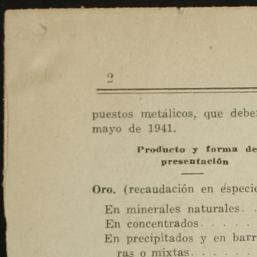 2
puestos metálicos, que debe
mayo de 1941.
Producto y forma de
presentación
Oro. (recaudación en especie
En minerales naturales. .
En concentrados. . . . . .
En precipitados y en barr
ras o mixtas. . . . . . .